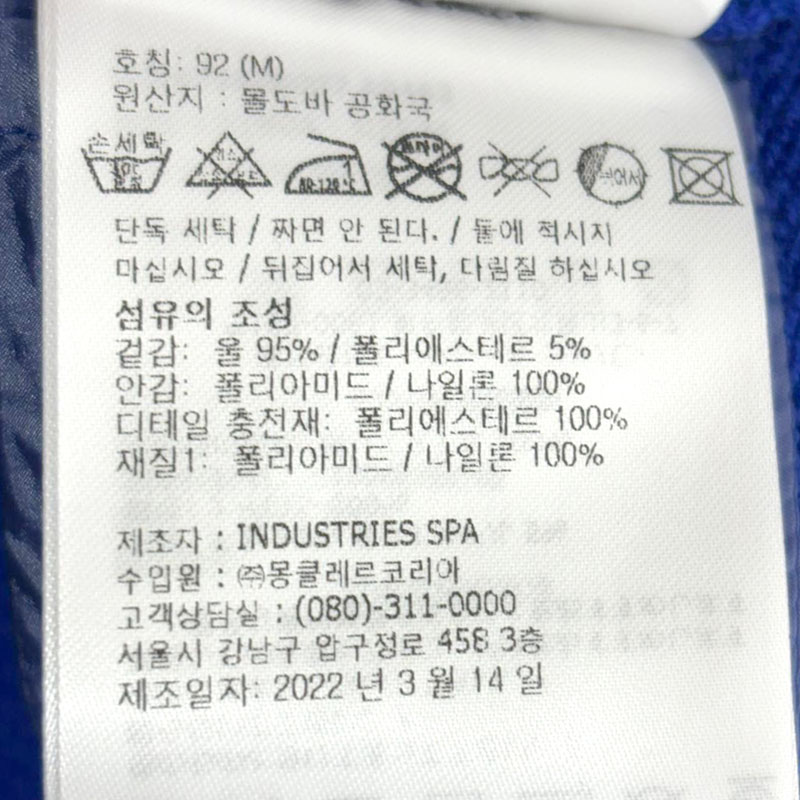 호칭: 92 (M)
원산지 : 몰도바 공화국
손세탁
80-120℃
단독 세탁 / 짜면 안 된다. / 물에 적시지
마십시오 / 뒤집어서 세탁, 다림질 하십시오
섬유의 조성
겉감: 울 95% / 폴리에스테르 5%
안감: 폴리아미드 / 나일론 100%
디테일 충전재: 폴리에스테르 100%
재질1: 폴리아미드 / 나일론 100%
제조자 : INDUSTRIES SPA
수입원 : ㈜몽클레르코리아
고객상담실 : (080)-311-0000
서울시 강남구 압구정로 458 3층
제조일자: 2022 년 3 월 14 일